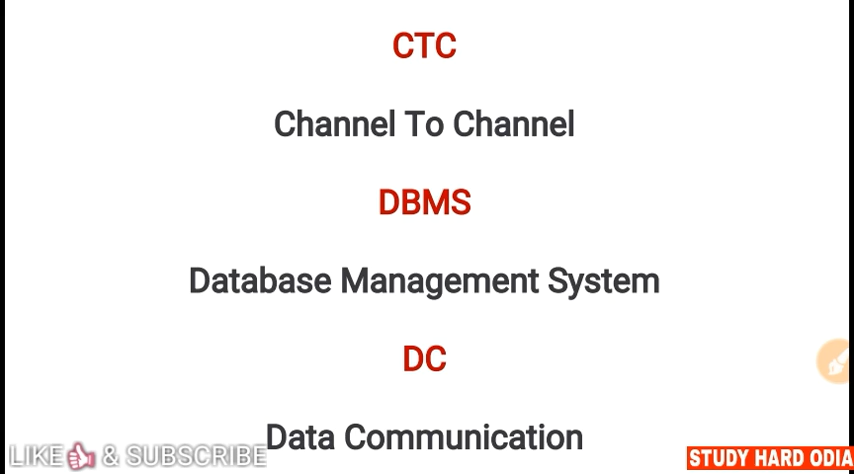 CTC
Channel To Channel
DBMS
Database Management System
DC
Data Communication
LIKE & SUBSCRIBE
STUDY HARD ODIA